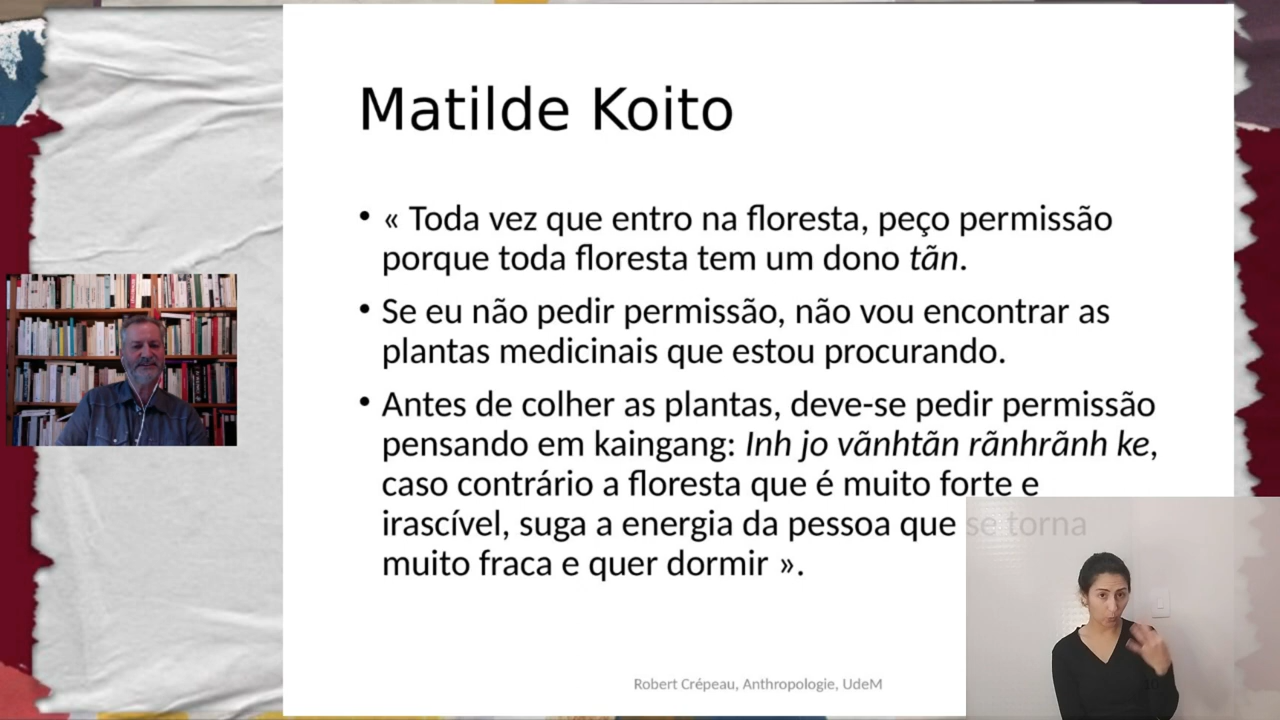 Matilde Koito
• « Toda vez que entro na floresta, peço permissão
porque toda floresta tem um dono tãn.
• Se eu não pedir permissão, não vou encontrar as
plantas medicinais que estou procurando.
• Antes de colher as plantas, deve-se pedir permissão
pensando em kaingang: Inh jo vãnhtãn rãnhrãnh ke,
caso contrário a floresta que é muito forte e
irascível, suga a energia da pessoa que se torna
muito fraca e quer dormir ».
Robert Crépeau, Anthropologie, UdeM
10